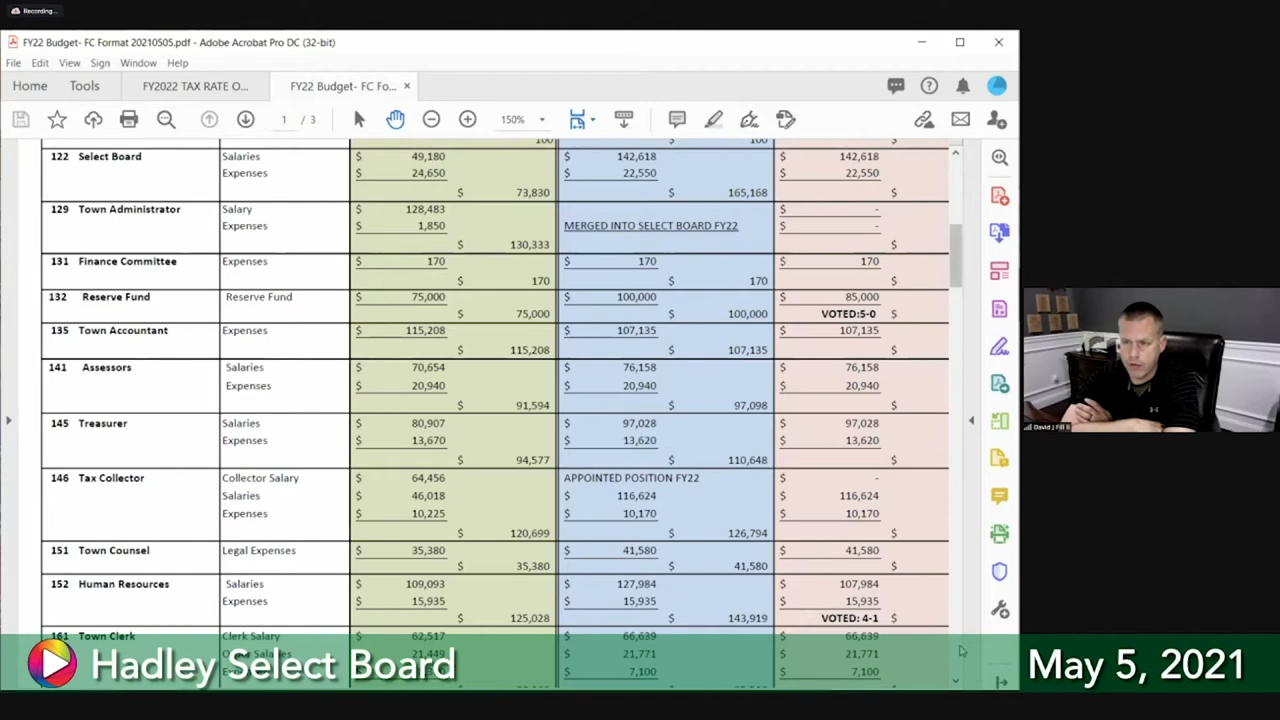 Recording...
FY22 Budget- FC Format 20210505.pdf - Adobe Acrobat Pro DC (32-bit)
File Edit View Sign Window Help
Home Tools FY2022 TAX RATE O... FY22 Budget- FC Fo... ×
1 / 3 150%
100 100
122 Select Board Salaries $ 49,180 $ 142,618 $ 142,618
Expenses $ 24,650 $ 22,550 $ 22,550
$ 73,830 $ 165,168 $
129 Town Administrator Salary $ 128,483 $ -
Expenses $ 1,850 MERGED INTO SELECT BOARD FY22 $ -
$ 130,333 $
131 Finance Committee Expenses $ 170 $ 170 $ 170
$ 170 $ 170 $
132 Reserve Fund Reserve Fund $ 75,000 $ 100,000 $ 85,000
$ 75,000 $ 100,000 VOTED:5-0 $
135 Town Accountant Expenses $ 115,208 $ 107,135 $ 107,135
$ 115,208 $ 107,135 $
141 Assessors Salaries $ 70,654 $ 76,158 $ 76,158
Expenses $ 20,940 $ 20,940 $ 20,940
$ 91,594 $ 97,098 $
145 Treasurer Salaries $ 80,907 $ 97,028 $ 97,028
Expenses $ 13,670 $ 13,620 $ 13,620
$ 94,577 $ 110,648 $
146 Tax Collector Collector Salary $ 64,456 APPOINTED POSITION FY22 $ -
Salaries $ 46,018 $ 116,624 $ 116,624
Expenses $ 10,225 $ 10,170 $ 10,170
$ 120,699 $ 126,794 $
151 Town Counsel Legal Expenses $ 35,380 $ 41,580 $ 41,580
$ 35,380 $ 41,580 $
152 Human Resources Salaries $ 109,093 $ 127,984 $ 107,984
Expenses $ 15,935 $ 15,935 $ 15,935
$ 125,028 $ 143,919 VOTED: 4-1 $
161 Town Clerk Clerk Salary $ 62,517 $ 66,639 $ 66,639
21,449 $ 21,771 $ 21,771
$ 7,100 $ 7,100
David J Fill II
Hadley Select Board
May 5, 2021